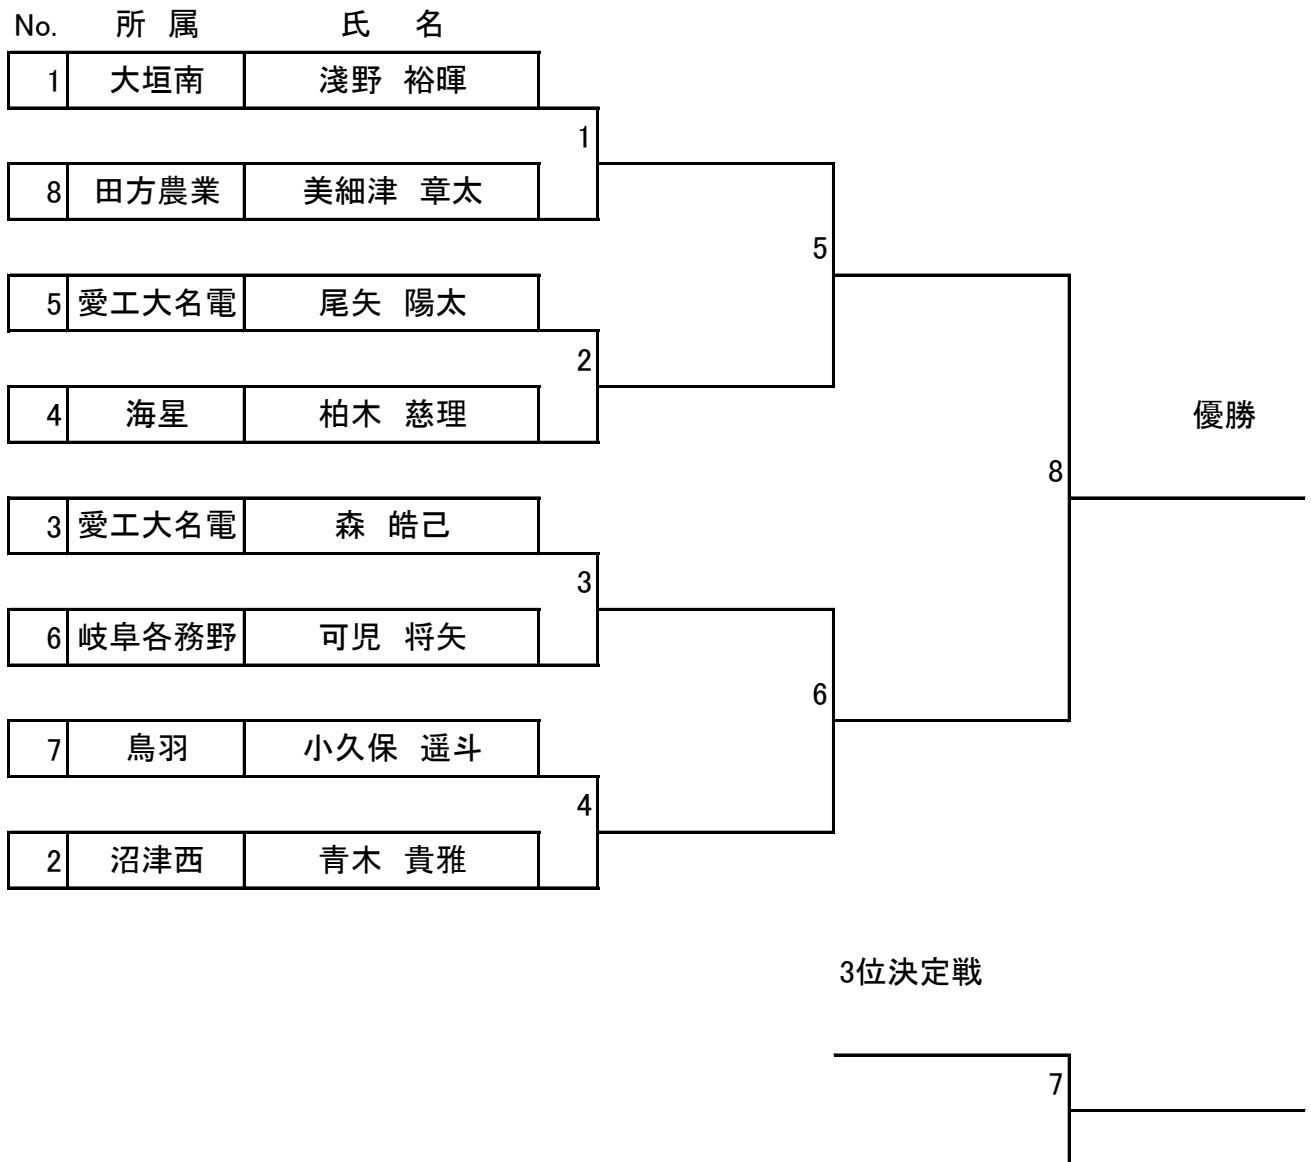 No. 所 属 氏 名
1 大垣南 淺野 裕暉
1
8 田方農業 美細津 章太
5
5 愛工大名電 尾矢 陽太
2
4 海星 柏木 慈理
優勝
8
3 愛工大名電 森 皓己
3
6 岐阜各務野 可児 将矢
6
7 鳥羽 小久保 遥斗
4
2 沼津西 青木 貴雅
3位決定戦
7